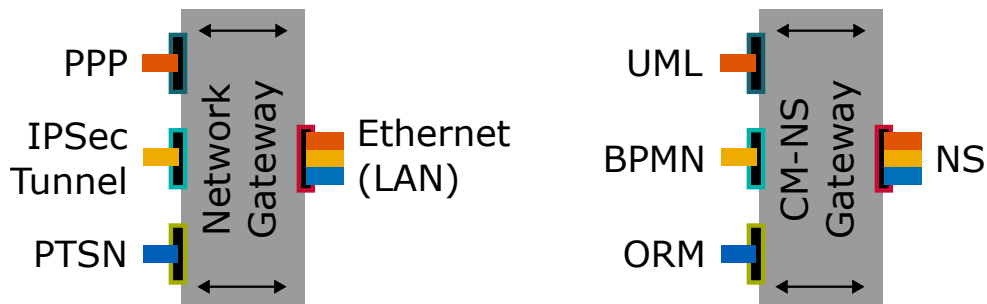 PPP
IPSec
Tunnel
PTSN
Network
Gateway
Ethernet
(LAN)
UML
BPMN
ORM
CM-NS
Gateway
NS